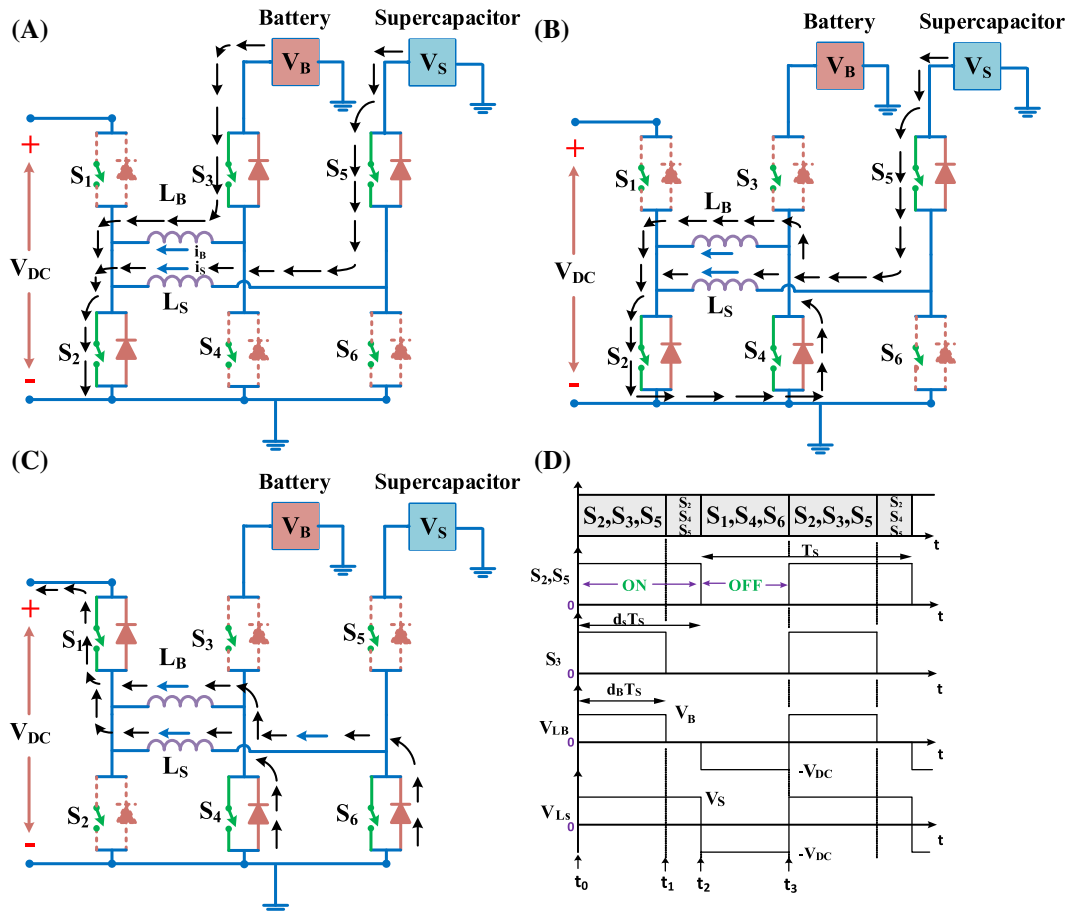 (A)
Battery
Supercapacitor
V_B
V_S
+
S_1
S_3
S_5
L_B
i_B
i_S
V_DC
L_S
S_2
S_4
S_6
-
(B)
Battery
Supercapacitor
V_B
V_S
+
S_1
S_3
S_5
L_B
V_DC
L_S
S_2
S_4
S_6
-
(C)
Battery
Supercapacitor
V_B
V_S
+
S_1
S_3
S_5
L_B
V_DC
L_S
S_2
S_4
S_6
-
(D)
S_2,S_3,S_5
S_2
S_4
S_5
S_1,S_4,S_6
S_2,S_3,S_5
S_2
S_4
S_5
t
T_S
S_2,S_5
ON
OFF
0
t
d_sT_S
S_3
0
t
d_BT_S
V_B
V_LB
0
t
-V_DC
V_S
V_Ls
0
t
-V_DC
t_0
t_1
t_2
t_3